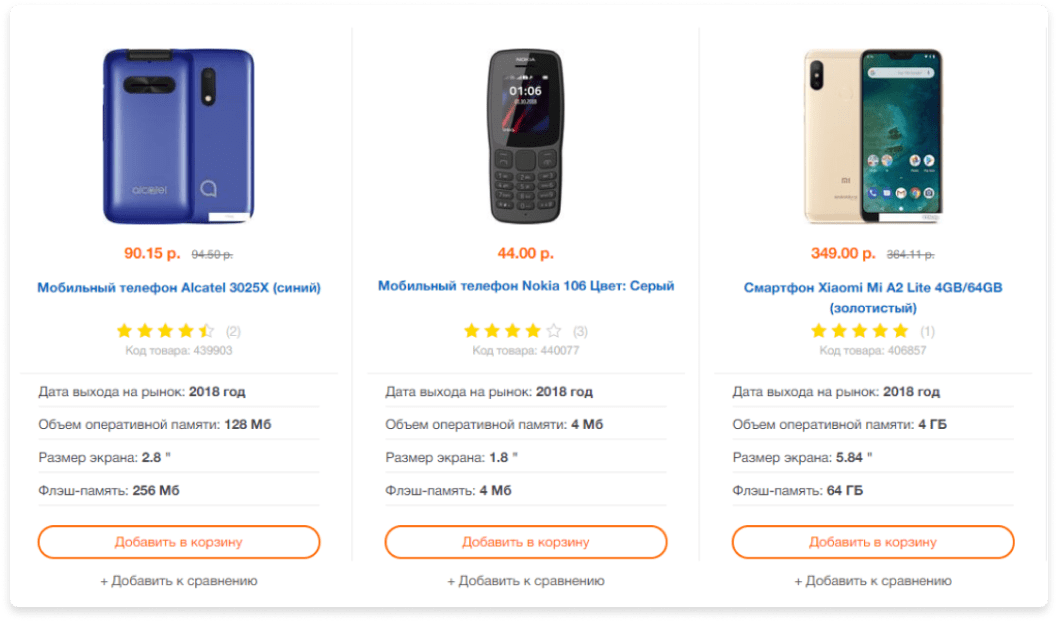 alcatel
NOKIA
01:06
90.15 р. 94.50 р.
Мобильный телефон Alcatel 3025X (синий)
(2)
Код товара: 439903
Дата выхода на рынок: 2018 год
Объем оперативной памяти: 128 Мб
Размер экрана: 2.8 "
Флэш-память: 256 Мб
Добавить в корзину
+ Добавить к сравнению
44.00 р.
Мобильный телефон Nokia 106 Цвет: Серый
(3)
Код товара: 440077
Дата выхода на рынок: 2018 год
Объем оперативной памяти: 4 Мб
Размер экрана: 1.8 "
Флэш-память: 4 Мб
Добавить в корзину
+ Добавить к сравнению
349.00 р. 364.11 р.
Смартфон Xiaomi Mi A2 Lite 4GB/64GB
(золотистый)
(1)
Код товара: 406857
Дата выхода на рынок: 2018 год
Объем оперативной памяти: 4 ГБ
Размер экрана: 5.84 "
Флэш-память: 64 ГБ
Добавить в корзину
+ Добавить к сравнению